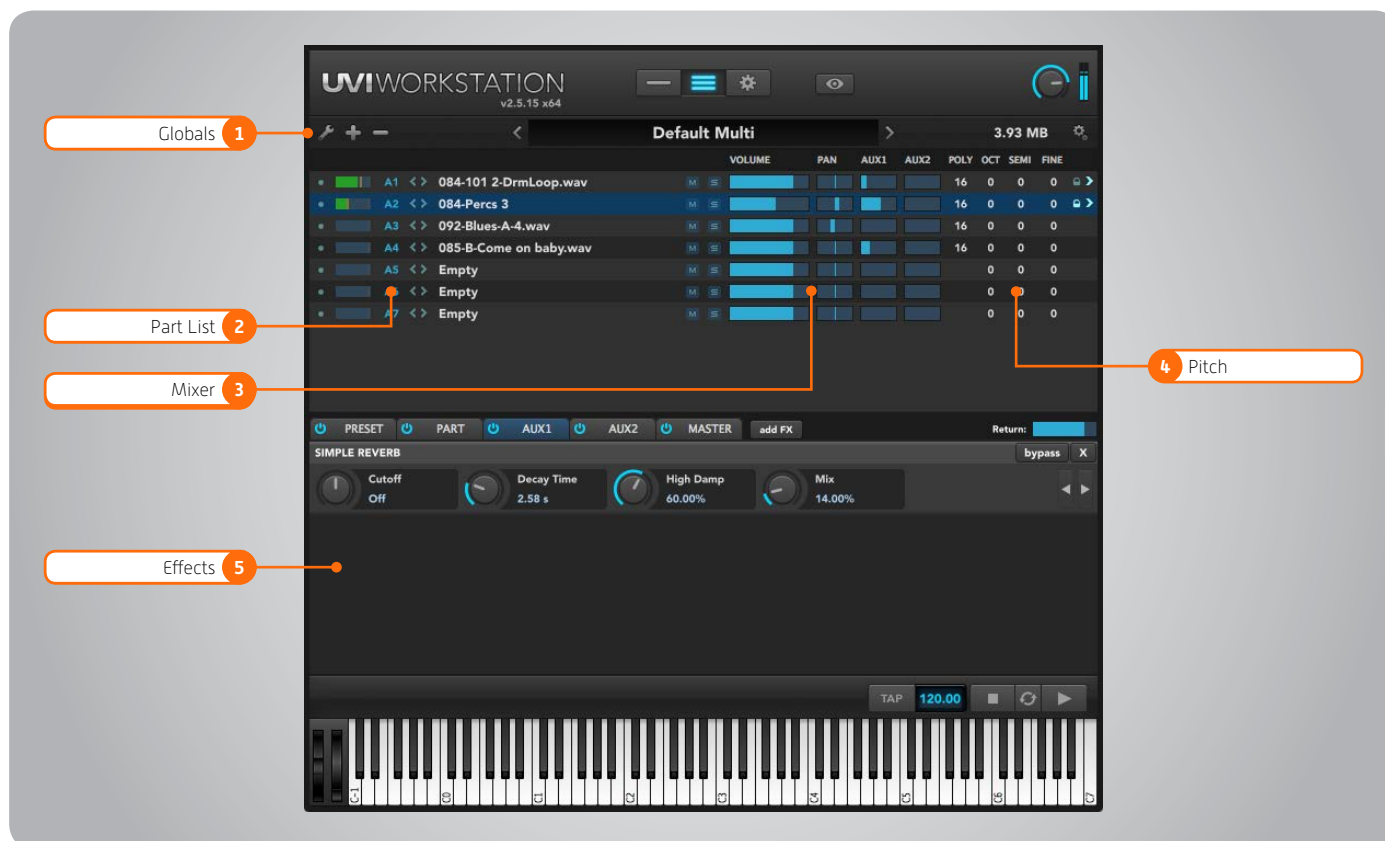 UVIWORKSTATION
v2.5.15 x64
Globals 1
Default Multi
3.93 MB
VOLUME PAN AUX1 AUX2 POLY OCT SEMI FINE
A1 < > 084-101 2-DrmLoop.wav M S 16 0 0 0
A2 < > 084-Percs 3 M S 16 0 0 0
A3 < > 092-Blues-A-4.wav M S 16 0 0 0
A4 < > 085-B-Come on baby.wav M S 16 0 0 0
A5 < > Empty M S 0 0 0
A6 < > Empty M S 0 0 0
A7 < > Empty M S 0 0 0
Part List 2
Mixer 3
4 Pitch
PRESET PART AUX1 AUX2 MASTER add FX Return:
SIMPLE REVERB bypass X
Cutoff Decay Time High Damp Mix
Off 2.58 s 60.00% 14.00%
Effects 5
TAP 120.00
C-1 C0 C1 C2 C3 C4 C5 C6 C7